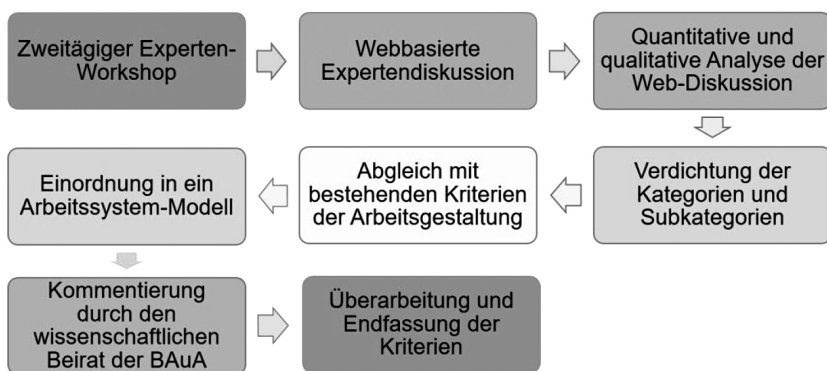 Zweitägiger Experten-
Workshop
Webbasierte
Expertendiskussion
Quantitative und
qualitative Analyse der
Web-Diskussion
Verdichtung der
Kategorien und
Subkategorien
Abgleich mit
bestehenden Kriterien
der Arbeitsgestaltung
Einordnung in ein
Arbeitssystem-Modell
Kommentierung
durch den
wissenschaftlichen
Beirat der BAuA
Überarbeitung und
Endfassung der
Kriterien